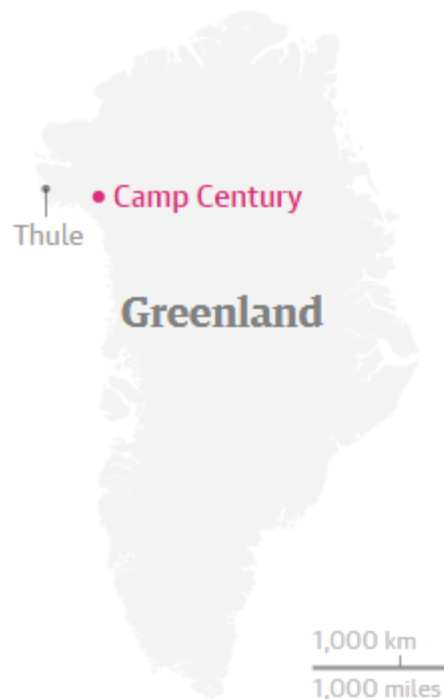 Camp Century
Thule
Greenland
1,000 km
1,000 miles